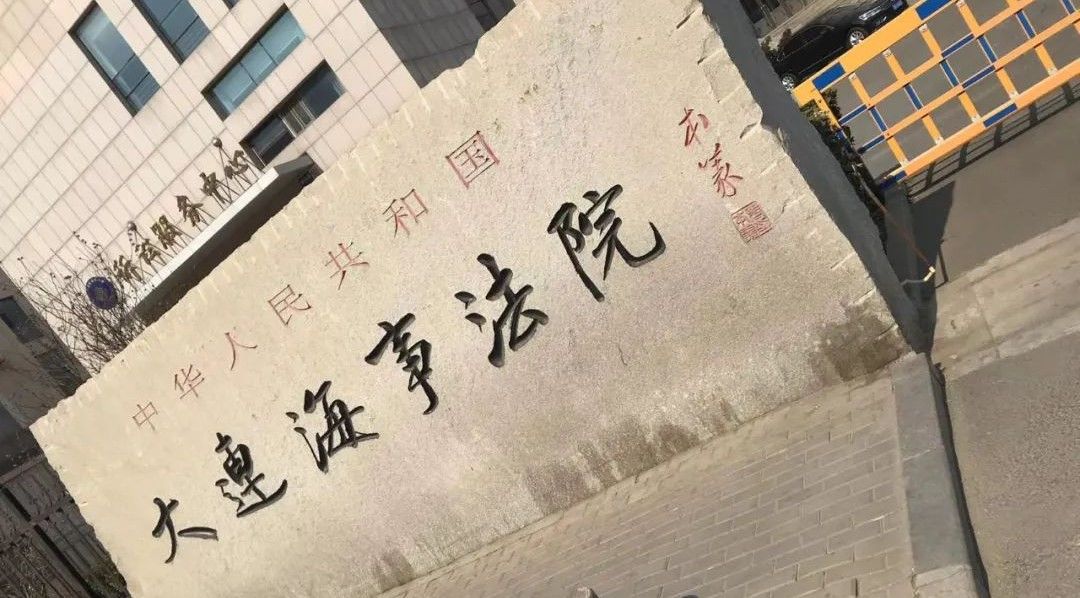 中华人民共和国
大連海事法院
诉讼服务中心